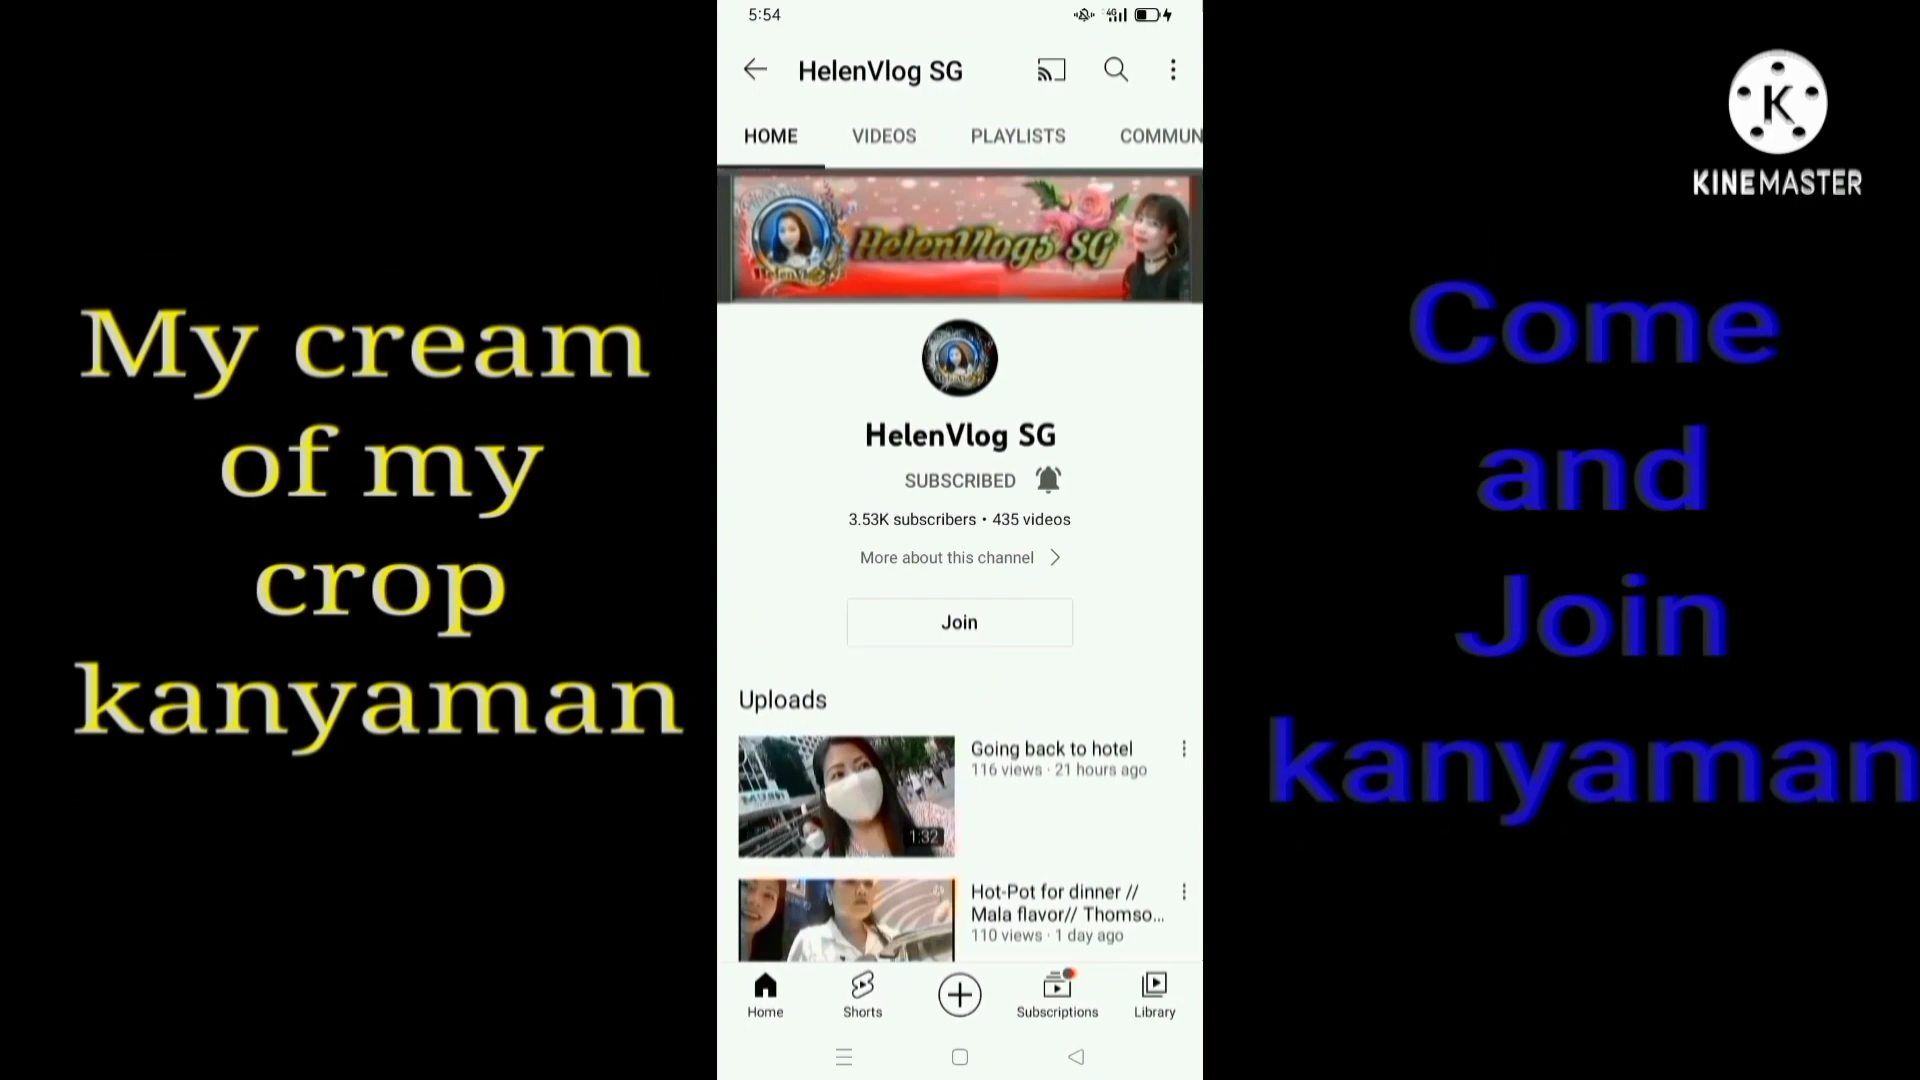 My cream
of my
crop
kanyaman
5:54
4G
HelenVlog SG
HOME VIDEOS PLAYLISTS COMMUN
HelenVlogs SG
HelenVlog SG
SUBSCRIBED
3.53K subscribers • 435 videos
More about this channel
Join
Uploads
Going back to hotel
116 views · 21 hours ago
1:32
Hot-Pot for dinner //
Mala flavor// Thomso...
110 views · 1 day ago
Home Shorts Subscriptions Library
K
KINEMASTER
Come
and
Join
kanyaman